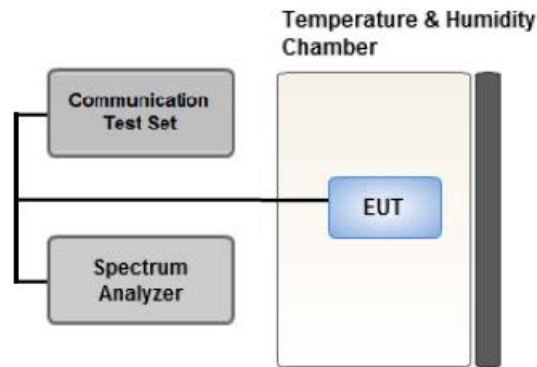 Temperature & Humidity
Chamber
Communication
Test Set
EUT
Spectrum
Analyzer